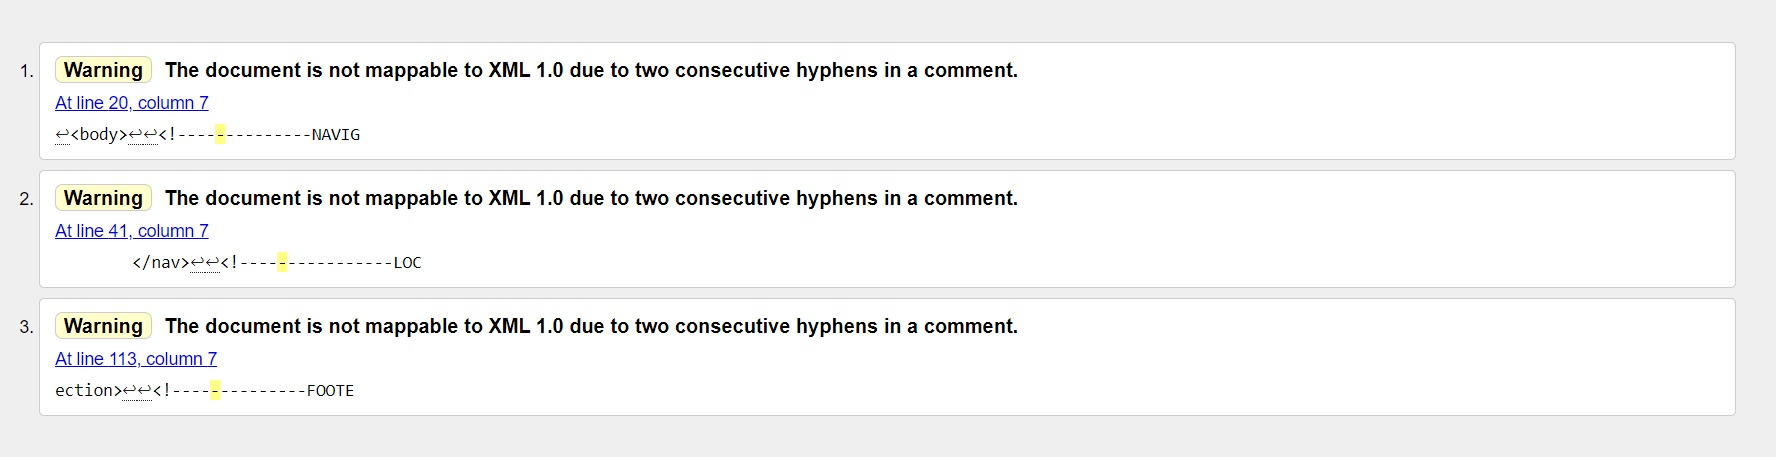 1. Warning The document is not mappable to XML 1.0 due to two consecutive hyphens in a comment.
At line 20, column 7
↩<body>↩↩<!--------------NAVIG
2. Warning The document is not mappable to XML 1.0 due to two consecutive hyphens in a comment.
At line 41, column 7
</nav>↩↩<!----------------LOC
3. Warning The document is not mappable to XML 1.0 due to two consecutive hyphens in a comment.
At line 113, column 7
ection>↩↩<!--------------FOOTE